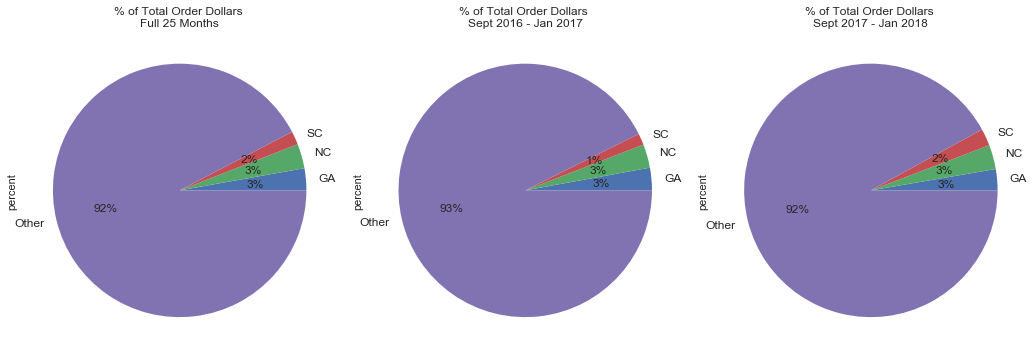 % of Total Order Dollars
Full 25 Months
SC
NC
GA
2%
3%
3%
percent
92%
Other
% of Total Order Dollars
Sept 2016 - Jan 2017
SC
NC
GA
1%
3%
3%
percent
93%
Other
% of Total Order Dollars
Sept 2017 - Jan 2018
SC
NC
GA
2%
3%
3%
percent
92%
Other